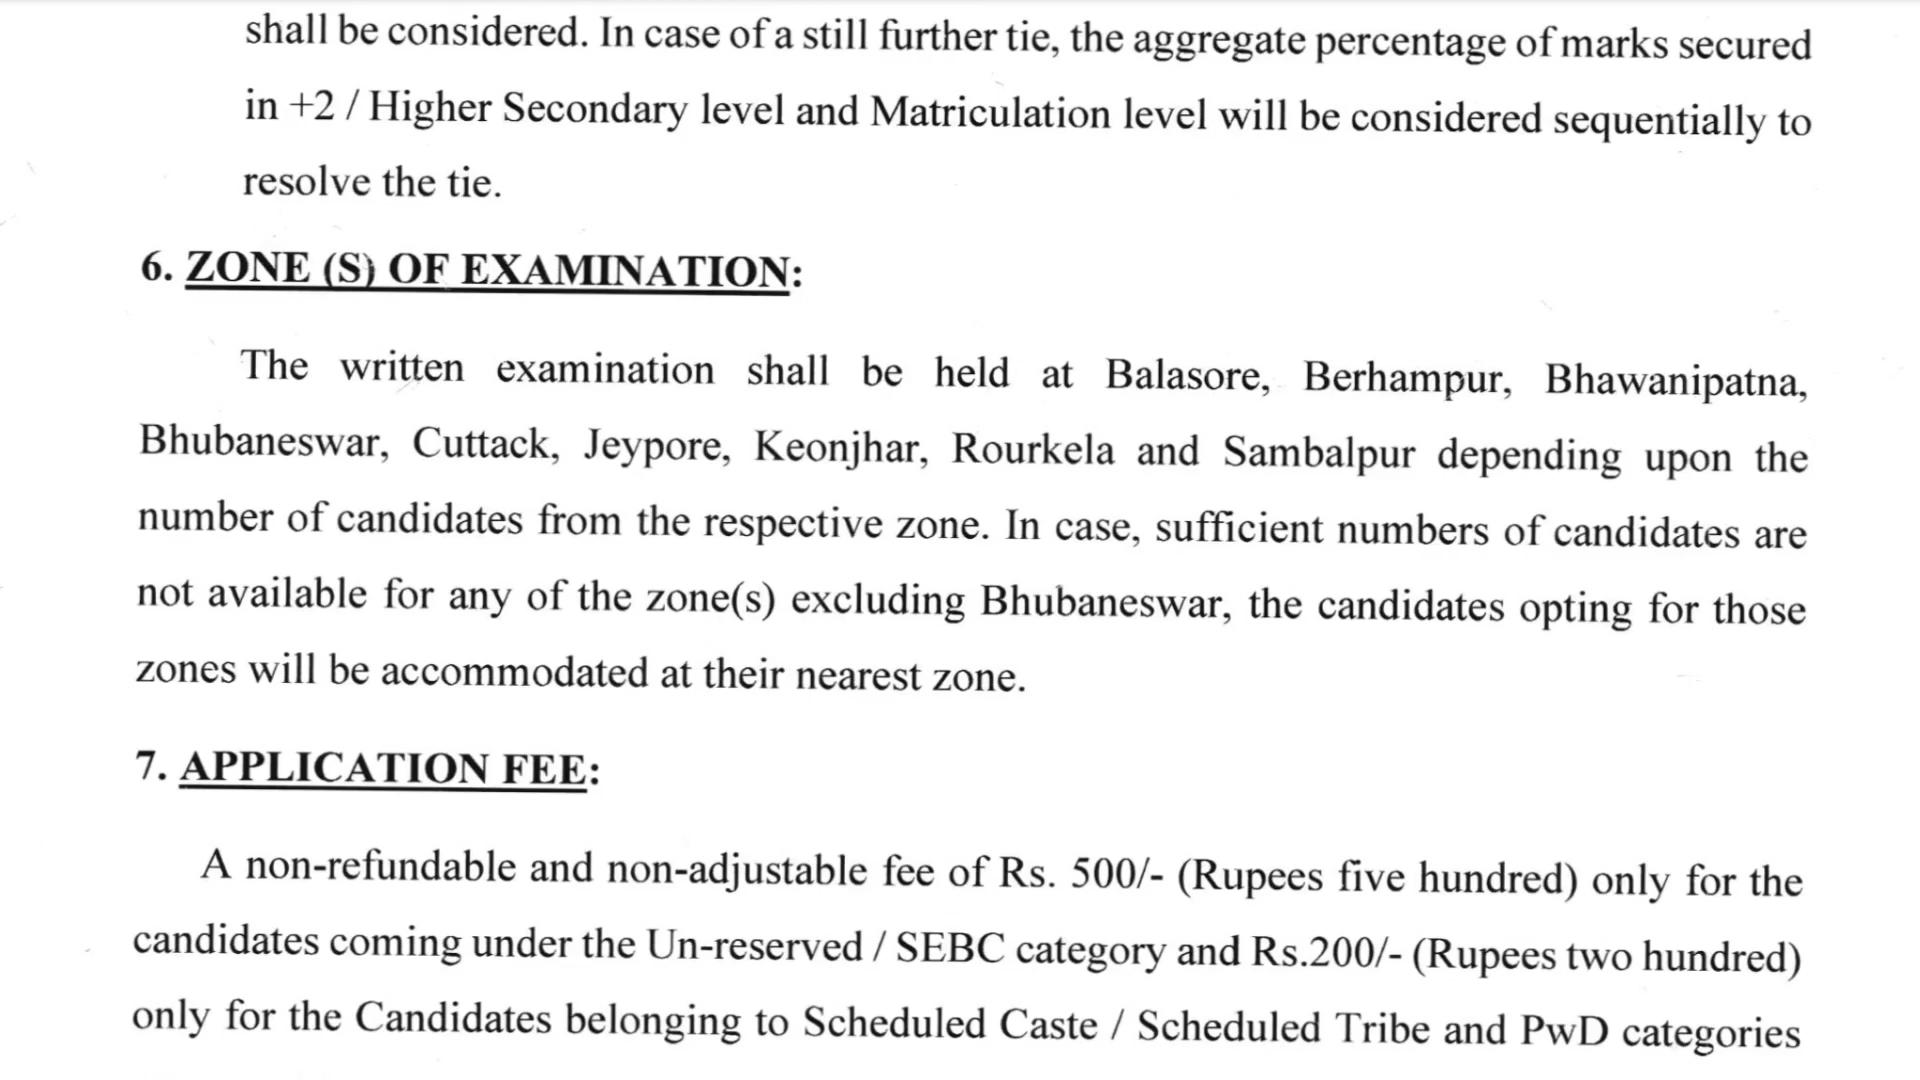 shall be considered. In case of a still further tie, the aggregate percentage of marks secured
in +2 / Higher Secondary level and Matriculation level will be considered sequentially to
resolve the tie.
6. ZONE (S) OF EXAMINATION:
The written examination shall be held at Balasore, Berhampur, Bhawanipatna,
Bhubaneswar, Cuttack, Jeypore, Keonjhar, Rourkela and Sambalpur depending upon the
number of candidates from the respective zone. In case, sufficient numbers of candidates are
not available for any of the zone(s) excluding Bhubaneswar, the candidates opting for those
zones will be accommodated at their nearest zone.
7. APPLICATION FEE:
A non-refundable and non-adjustable fee of Rs. 500/- (Rupees five hundred) only for the
candidates coming under the Un-reserved / SEBC category and Rs.200/- (Rupees two hundred)
only for the Candidates belonging to Scheduled Caste / Scheduled Tribe and PwD categories